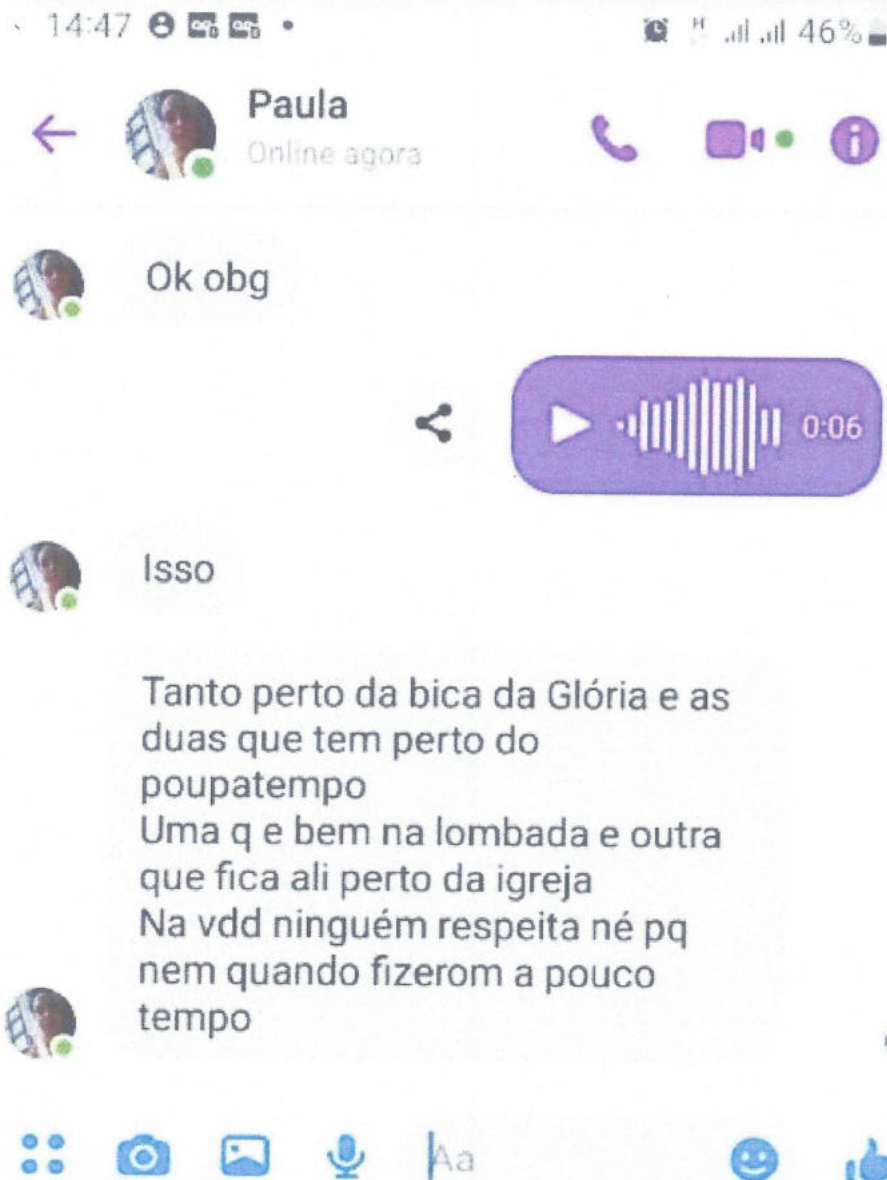 14:47
46%
Paula
Online agora
Ok obg
0:06
Isso
Tanto perto da bica da Glória e as
duas que tem perto do
poupatempo
Uma q e bem na lombada e outra
que fica ali perto da igreja
Na vdd ninguém respeita né pq
nem quando fizerom a pouco
tempo
Aa